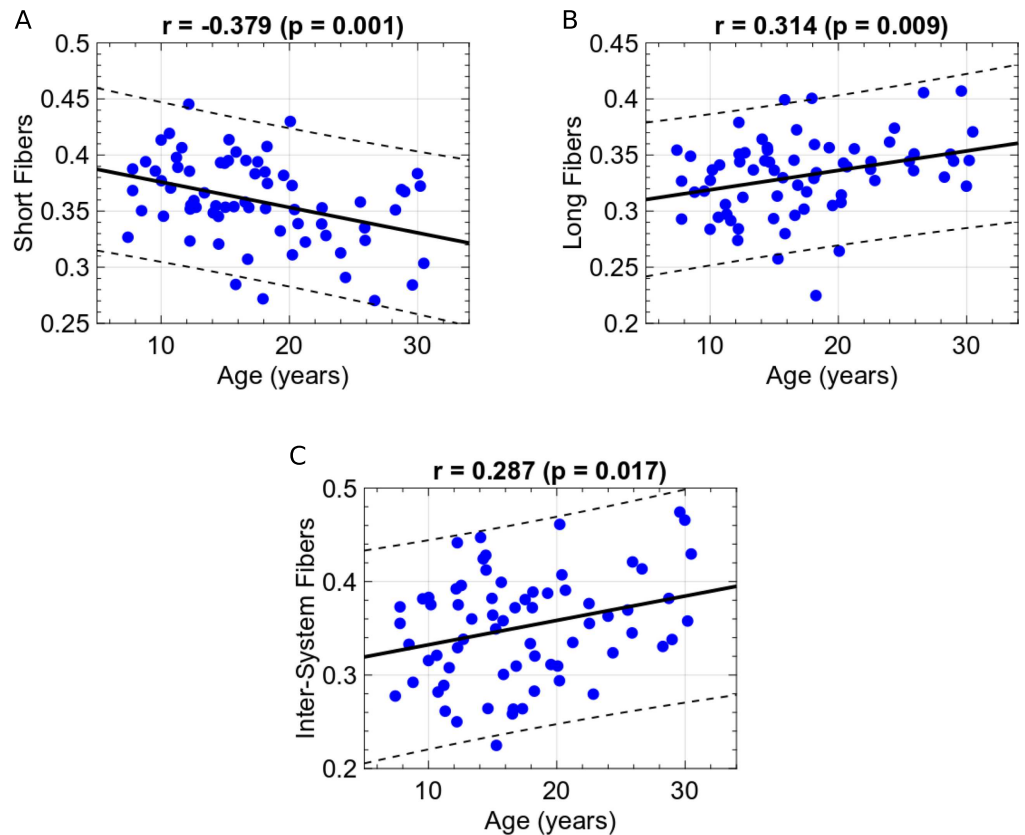 A
r = -0.379 (p = 0.001)
0.5
0.45
0.4
0.35
0.3
0.25
Short Fibers
10 20 30
Age (years)
B
r = 0.314 (p = 0.009)
0.45
0.4
0.35
0.3
0.25
0.2
Long Fibers
10 20 30
Age (years)
C
r = 0.287 (p = 0.017)
0.5
0.4
0.3
0.2
Inter-System Fibers
10 20 30
Age (years)